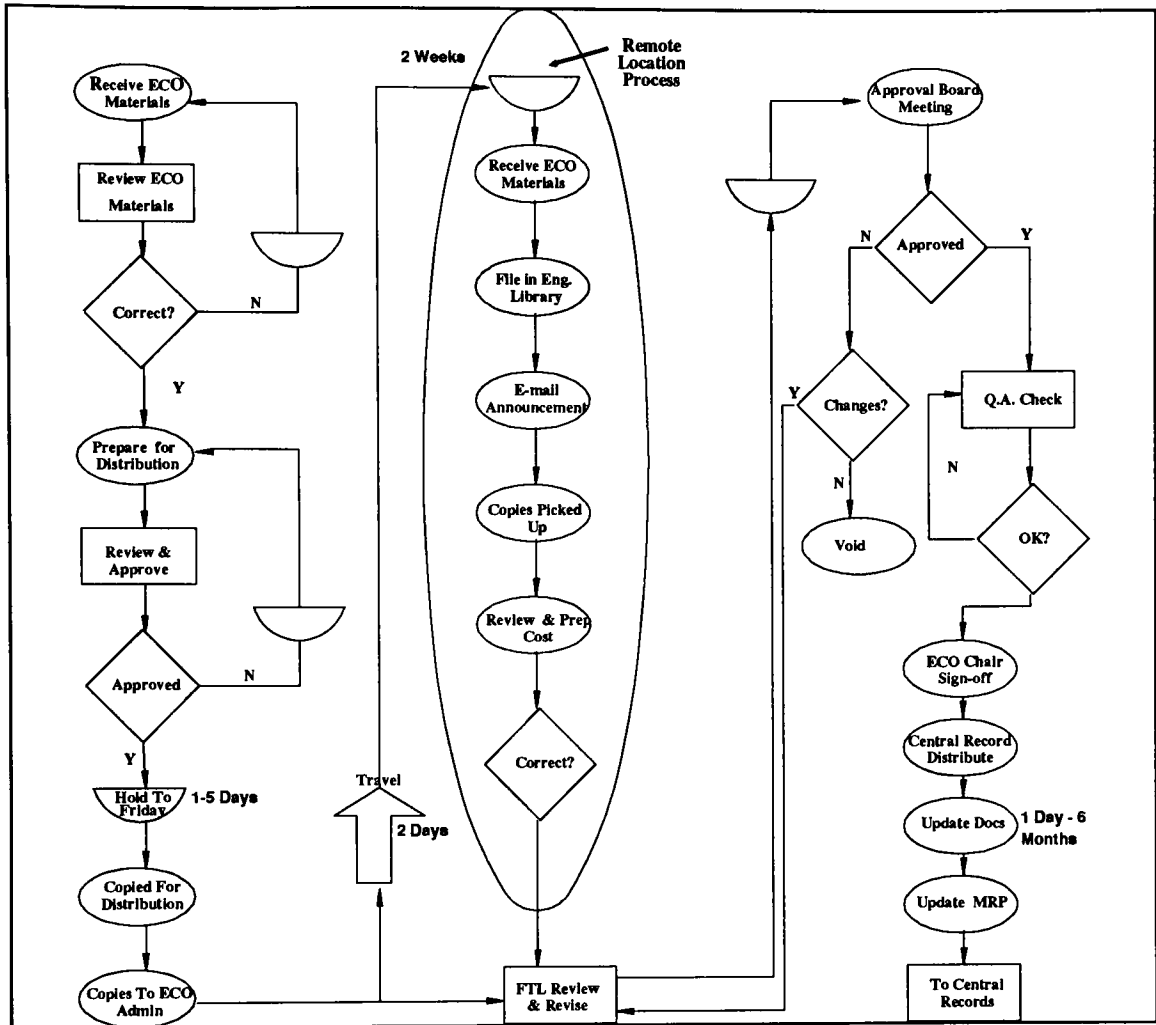 Receive ECO
Materials
Review ECO
Materials
Correct?
N
Y
Prepare for
Distribution
Review &
Approve
Approved
N
Y
Hold To
Friday
1-5 Days
Copied For
Distribution
Copies To ECO
Admin
Travel
2 Days
2 Weeks
Remote
Location
Process
Receive ECO
Materials
File in Eng.
Library
E-mail
Announcement
Copies Picked
Up
Review & Prep
Cost
Correct?
FTL Review
& Revise
Approval Board
Meeting
Approved
N
Y
Changes?
Y
N
Void
Q.A. Check
N
OK?
ECO Chair
Sign-off
Central Record
Distribute
Update Docs
1 Day - 6
Months
Update MRP
To Central
Records